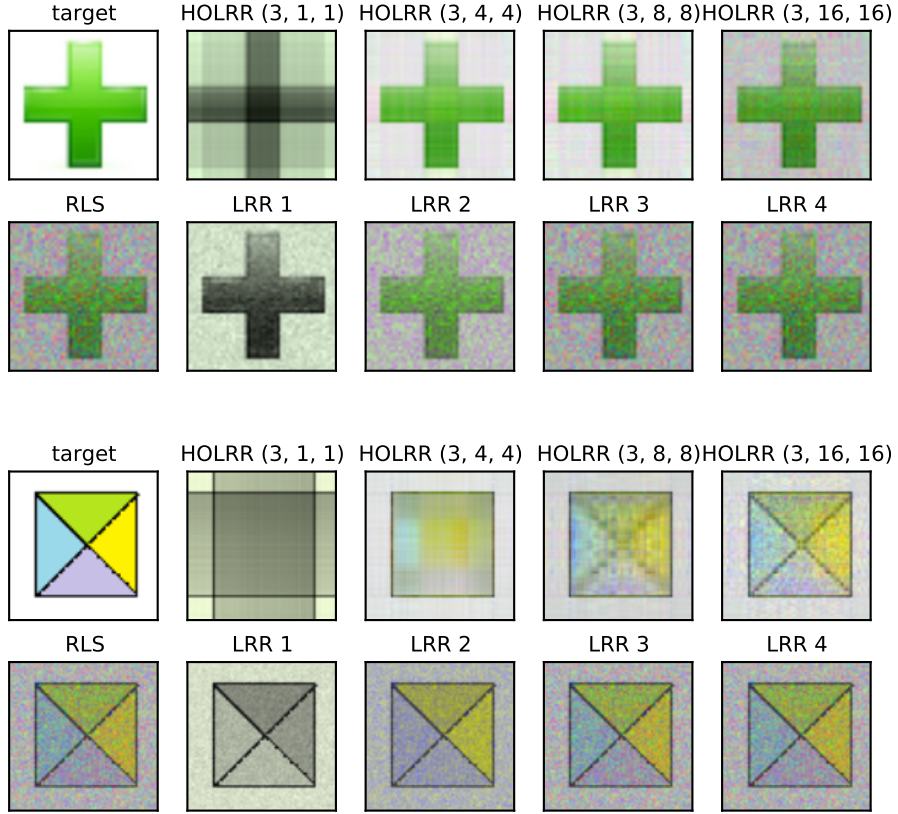 target HOLRR (3, 1, 1) HOLRR (3, 4, 4) HOLRR (3, 8, 8) HOLRR (3, 16, 16)
RLS LRR 1 LRR 2 LRR 3 LRR 4
target HOLRR (3, 1, 1) HOLRR (3, 4, 4) HOLRR (3, 8, 8) HOLRR (3, 16, 16)
RLS LRR 1 LRR 2 LRR 3 LRR 4